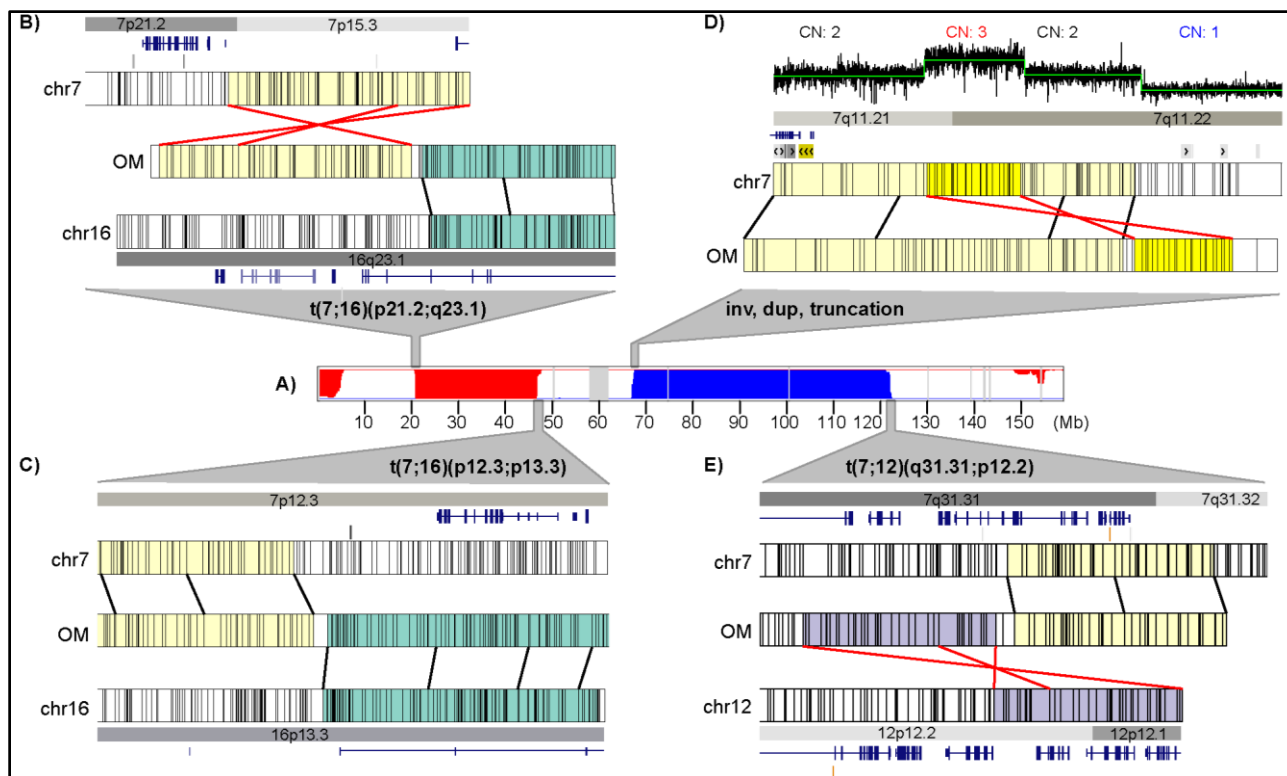 B)
7p21.2 7p15.3
chr7
OM
chr16
16q23.1
t(7;16)(p21.2;q23.1)
D)
CN: 2 CN: 3 CN: 2 CN: 1
7q11.21 7q11.22
chr7
OM
inv, dup, truncation
A)
10 20 30 40 50 60 70 80 90 100 110 120 130 140 150 (Mb)
C)
t(7;16)(p12.3;p13.3)
7p12.3
chr7
OM
chr16
16p13.3
E)
t(7;12)(q31.31;p12.2)
7q31.31 7q31.32
chr7
OM
chr12
12p12.2 12p12.1